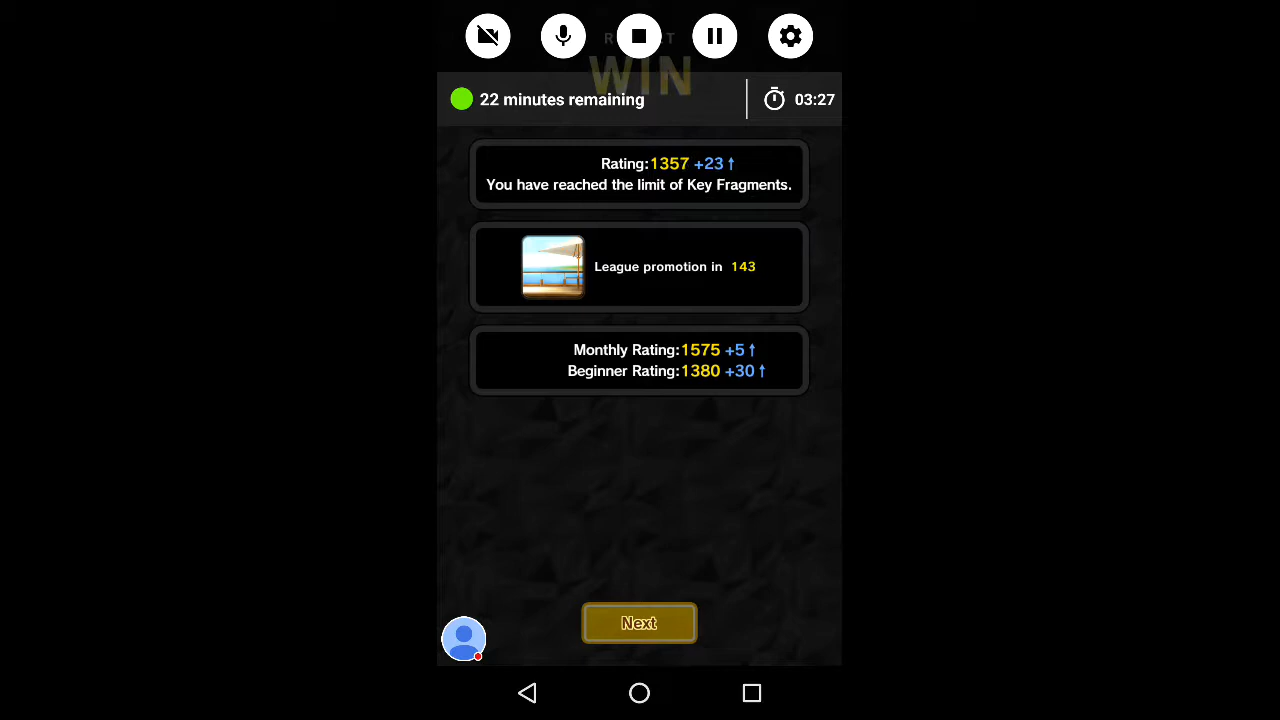 WIN
22 minutes remaining
03:27
Rating:1357 +23↑
You have reached the limit of Key Fragments.
League promotion in 143
Monthly Rating:1575 +5↑
Beginner Rating:1380 +30↑
Next